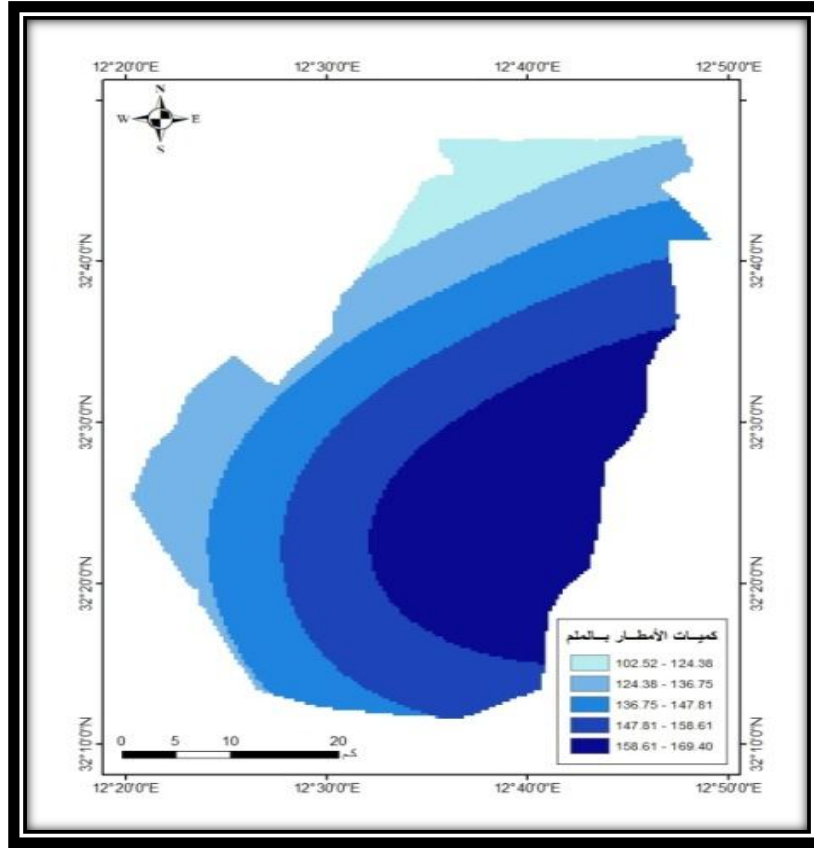 12°20'0"E 12°30'0"E 12°40'0"E 12°50'0"E
N
W E
S
32°40'0"N 32°40'0"N
32°30'0"N 32°30'0"N
32°20'0"N 32°20'0"N
32°10'0"N 32°10'0"N
كميات الأمطار بالملم
102.52 - 124.38
124.38 - 136.75
136.75 - 147.81
147.81 - 158.61
158.61 - 169.40
0 5 10 20
كم
12°20'0"E 12°30'0"E 12°40'0"E 12°50'0"E